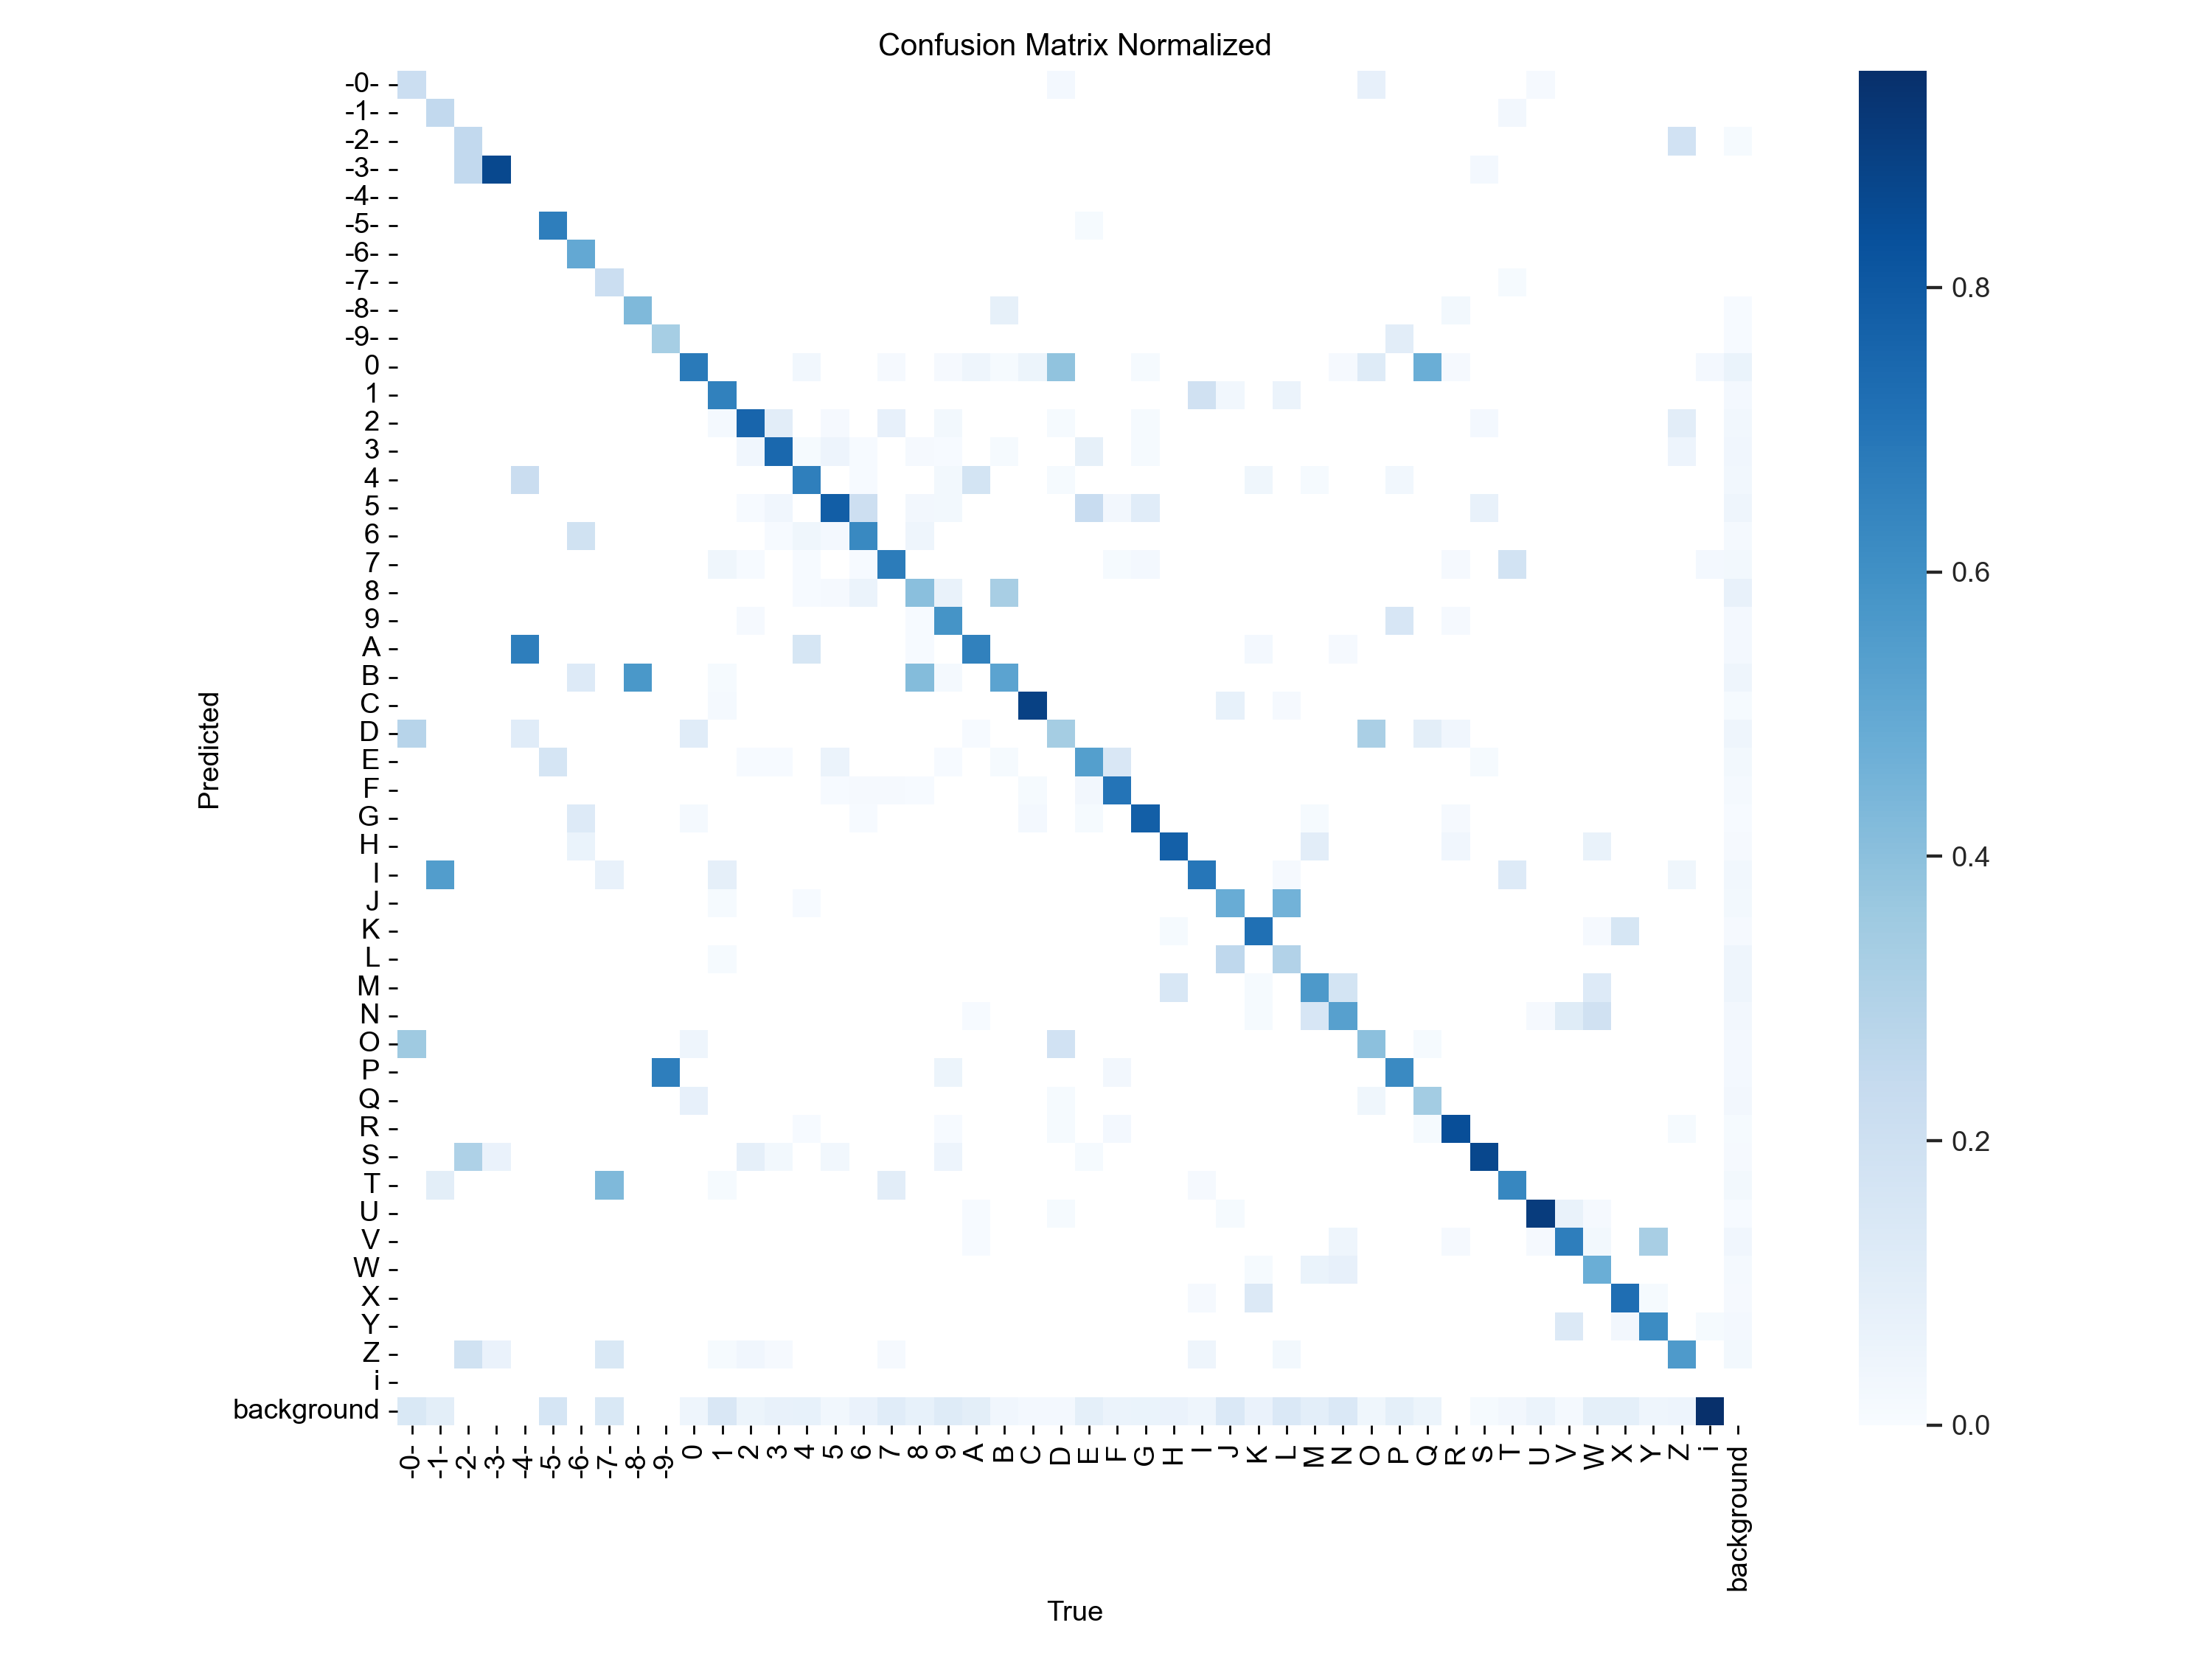 Confusion Matrix Normalized
-0-
-1-
-2-
-3-
-4-
-5-
-6-
-7-
-8-
-9-
0
1
2
3
4
5
6
7
8
9
A
B
C
D
E
F
G
H
I
J
K
L
M
N
O
P
Q
R
S
T
U
V
W
X
Y
Z
i
background
Predicted
-0- -1- -2- -3- -4- -5- -6- -7- -8- -9- 0 1 2 3 4 5 6 7 8 9 A B C D E F G H I J K L M N O P Q R S T U V W X Y Z i background
True
0.8
0.6
0.4
0.2
0.0